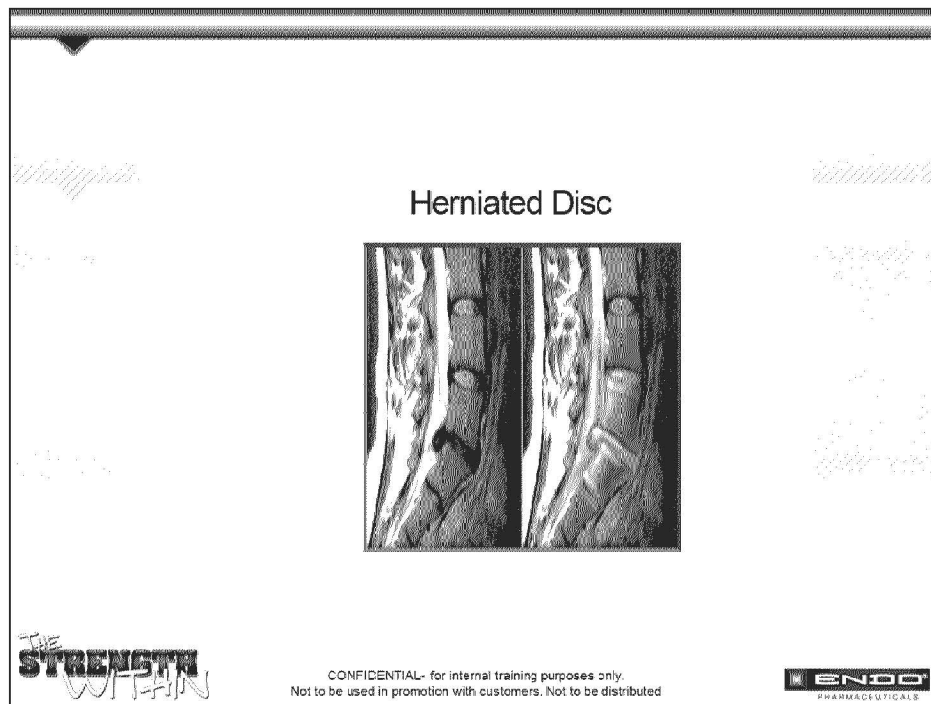 Herniated Disc
THE
STRENGTH
WITHIN
CONFIDENTIAL- for internal training purposes only.
Not to be used in promotion with customers. Not to be distributed
ENDO
PHARMACEUTICALS